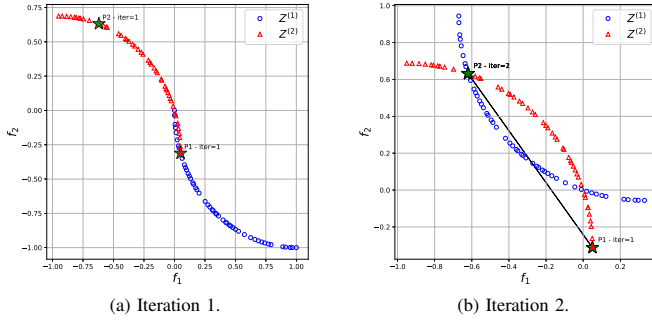 0.75
0.50
0.25
0.00
−0.25
−0.50
−0.75
−1.00
f2
P2 - iter=1
P1 - iter=1
Z(1)
Z(2)
−1.00 −0.75 −0.50 −0.25 0.00 0.25 0.50 0.75 1.00
f1
(a) Iteration 1.
1.0
0.8
0.6
0.4
0.2
0.0
−0.2
f2
P2 - iter=2
P1 - iter=1
Z(1)
Z(2)
−1.0 −0.8 −0.6 −0.4 −0.2 0.0 0.2
f1
(b) Iteration 2.